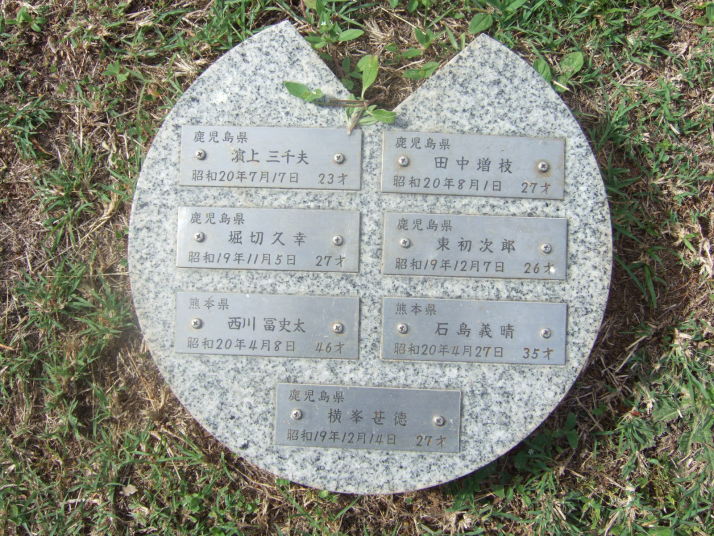 鹿児島県
濵上 三千夫
昭和20年7月17日 23才
鹿児島県
田中増枝
昭和20年8月1日 27才
鹿児島県
堀切久幸
昭和19年11月5日 27才
鹿児島県
東初次郎
昭和19年12月7日 26才
熊本県
西川冨史太
昭和20年4月8日 46才
熊本県
石島義晴
昭和20年4月27日 35才
鹿児島県
横峯甚徳
昭和19年12月14日 27才